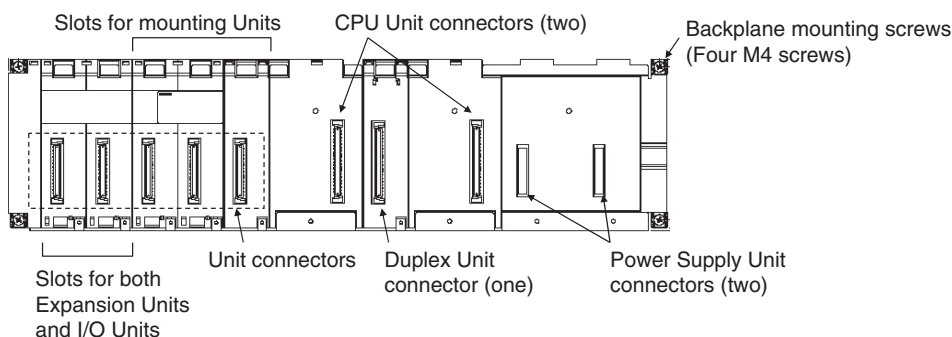 Slots for mounting Units
CPU Unit connectors (two)
Backplane mounting screws
(Four M4 screws)
Unit connectors
Duplex Unit
connector (one)
Power Supply Unit
connectors (two)
Slots for both
Expansion Units
and I/O Units